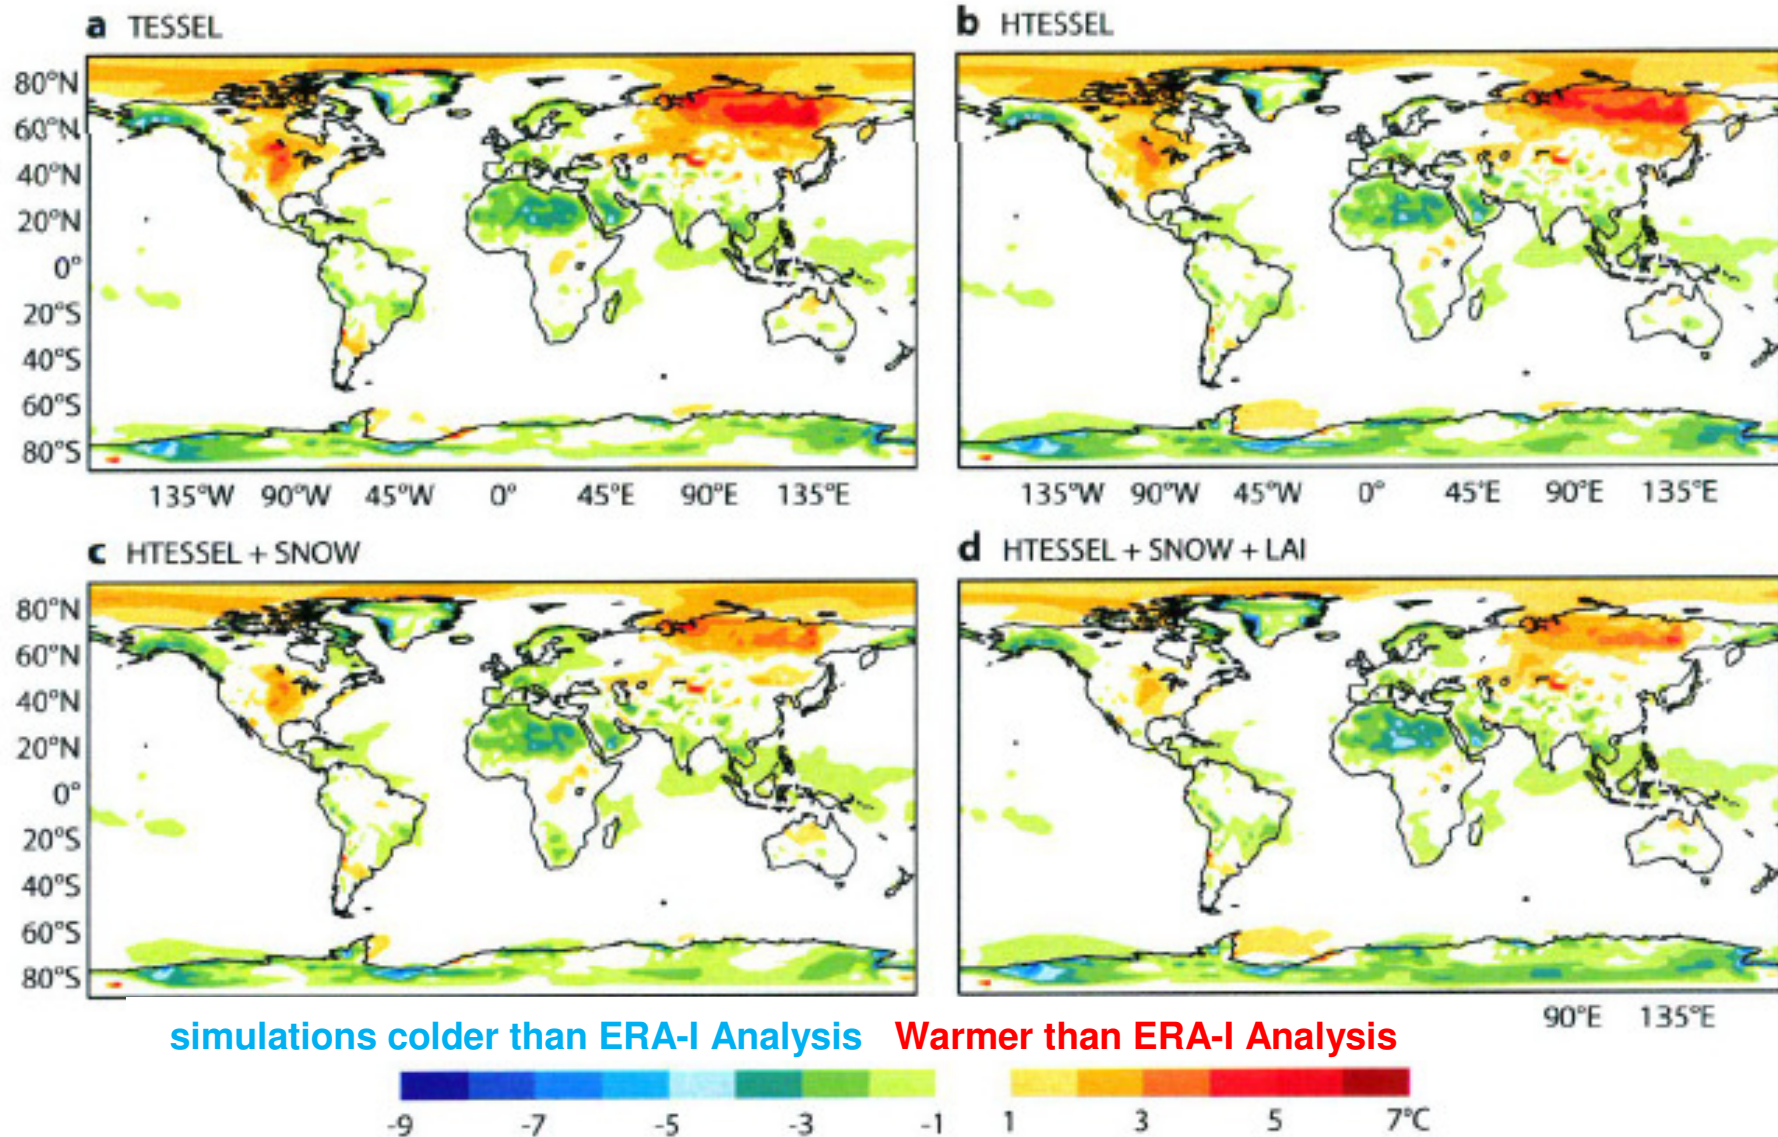 a TESSEL
b HTESSEL
80°N
60°N
40°N
20°N
0°
20°S
40°S
60°S
80°S
135°W 90°W 45°W 0° 45°E 90°E 135°E
135°W 90°W 45°W 0° 45°E 90°E 135°E
c HTESSEL + SNOW
d HTESSEL + SNOW + LAI
80°N
60°N
40°N
20°N
0°
20°S
40°S
60°S
80°S
90°E 135°E
simulations colder than ERA-I Analysis Warmer than ERA-I Analysis
-9 -7 -5 -3 -1 1 3 5 7°C